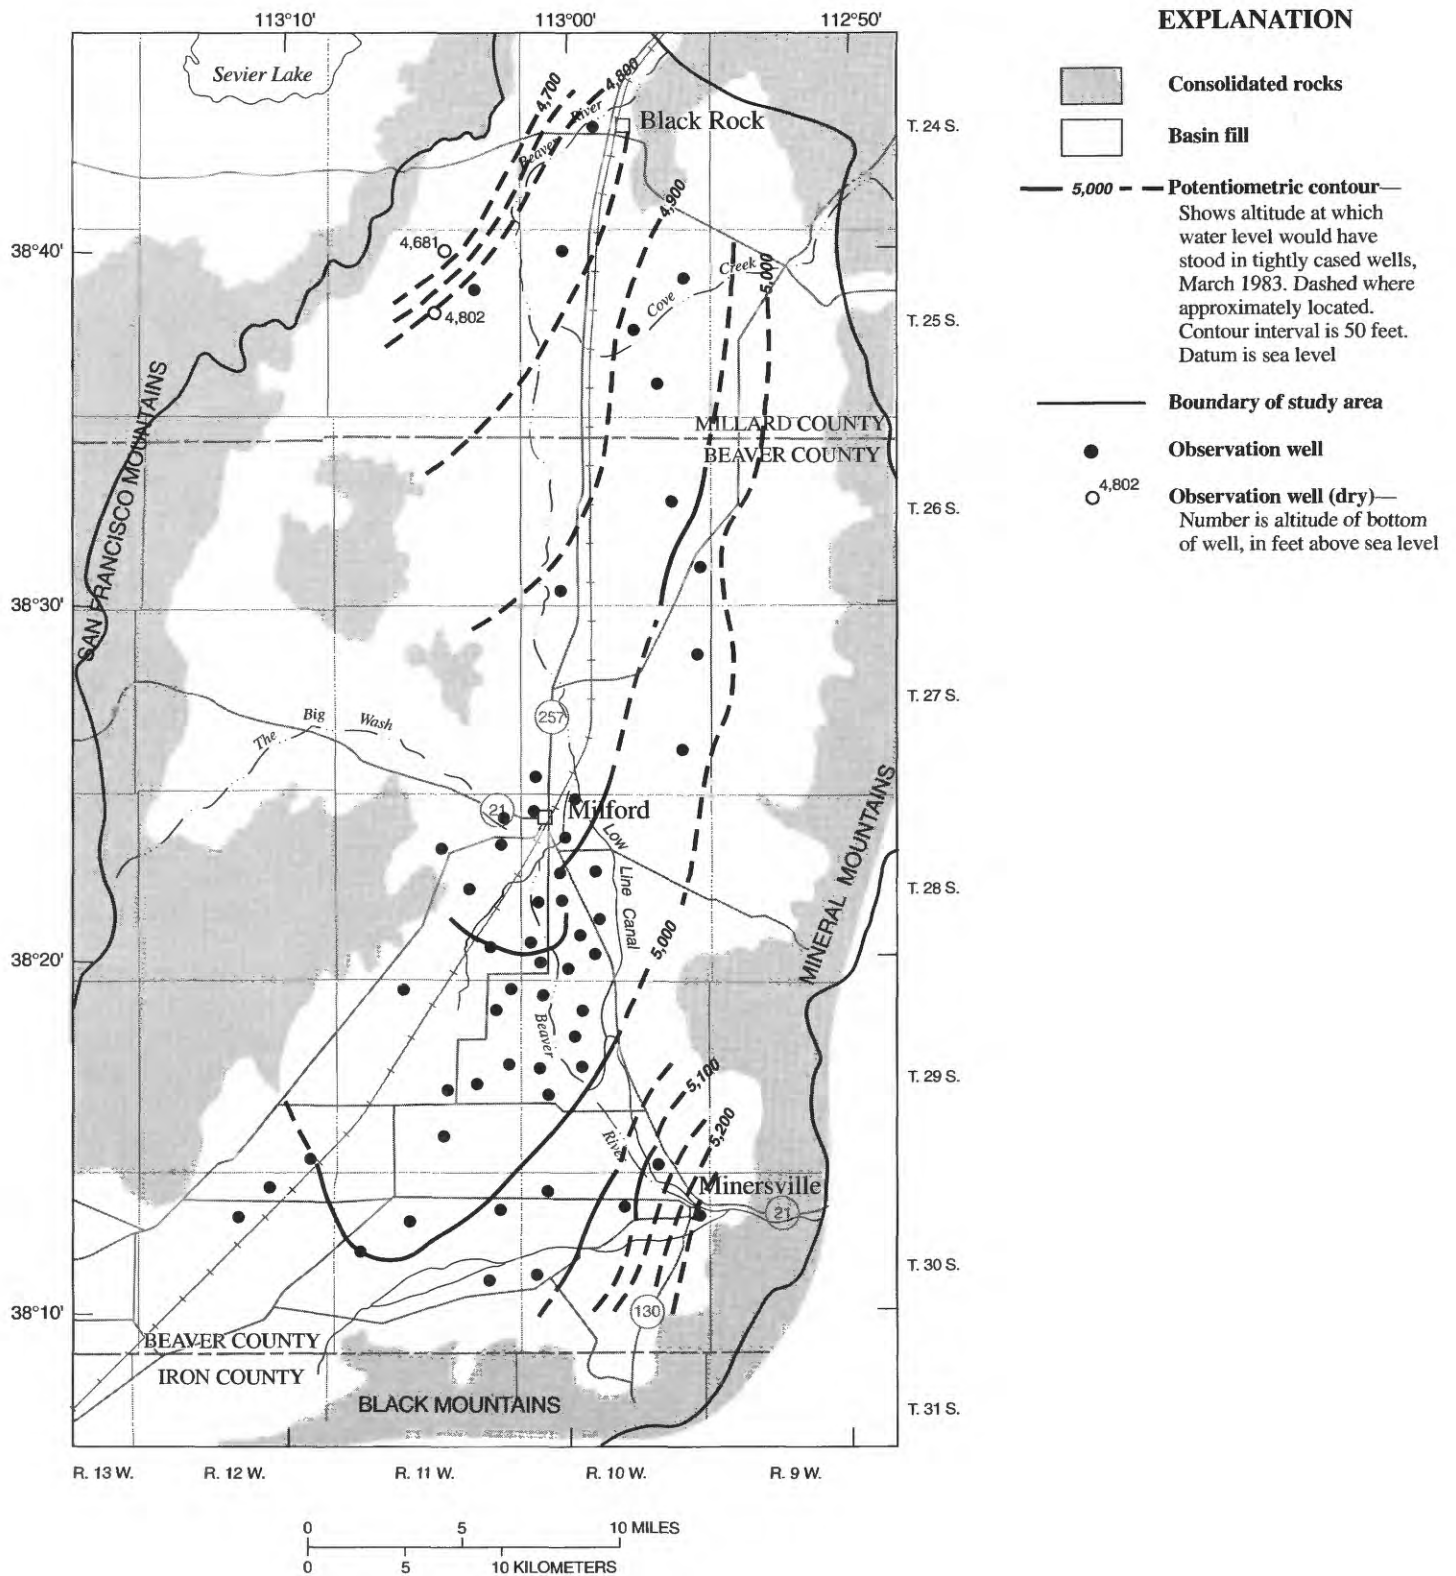 113°10'
113°00'
112°50'
EXPLANATION
Consolidated rocks
Basin fill
5,000
Potentiometric contour—
Shows altitude at which
water level would have
stood in tightly cased wells,
March 1983. Dashed where
approximately located.
Contour interval is 50 feet.
Datum is sea level
Boundary of study area
Observation well
4,802
Observation well (dry)—
Number is altitude of bottom
of well, in feet above sea level
Sevier Lake
4,700
4,800
River
Beaver
Black Rock
T. 24 S.
4,900
38°40'
4,681
Creek
Cove
5,000
4,802
T. 25 S.
SAN FRANCISCO MOUNTAINS
MILLARD COUNTY
BEAVER COUNTY
T. 26 S.
38°30'
T. 27 S.
The Big Wash
257
21
Milford
Low
Line Canal
MINERAL MOUNTAINS
T. 28 S.
38°20'
5,000
Beaver
River
5,100
T. 29 S.
5,200
Minersville
21
T. 30 S.
38°10'
130
BEAVER COUNTY
IRON COUNTY
BLACK MOUNTAINS
T. 31 S.
R. 13 W.
R. 12 W.
R. 11 W.
R. 10 W.
R. 9 W.
0 5 10 MILES
0 5 10 KILOMETERS